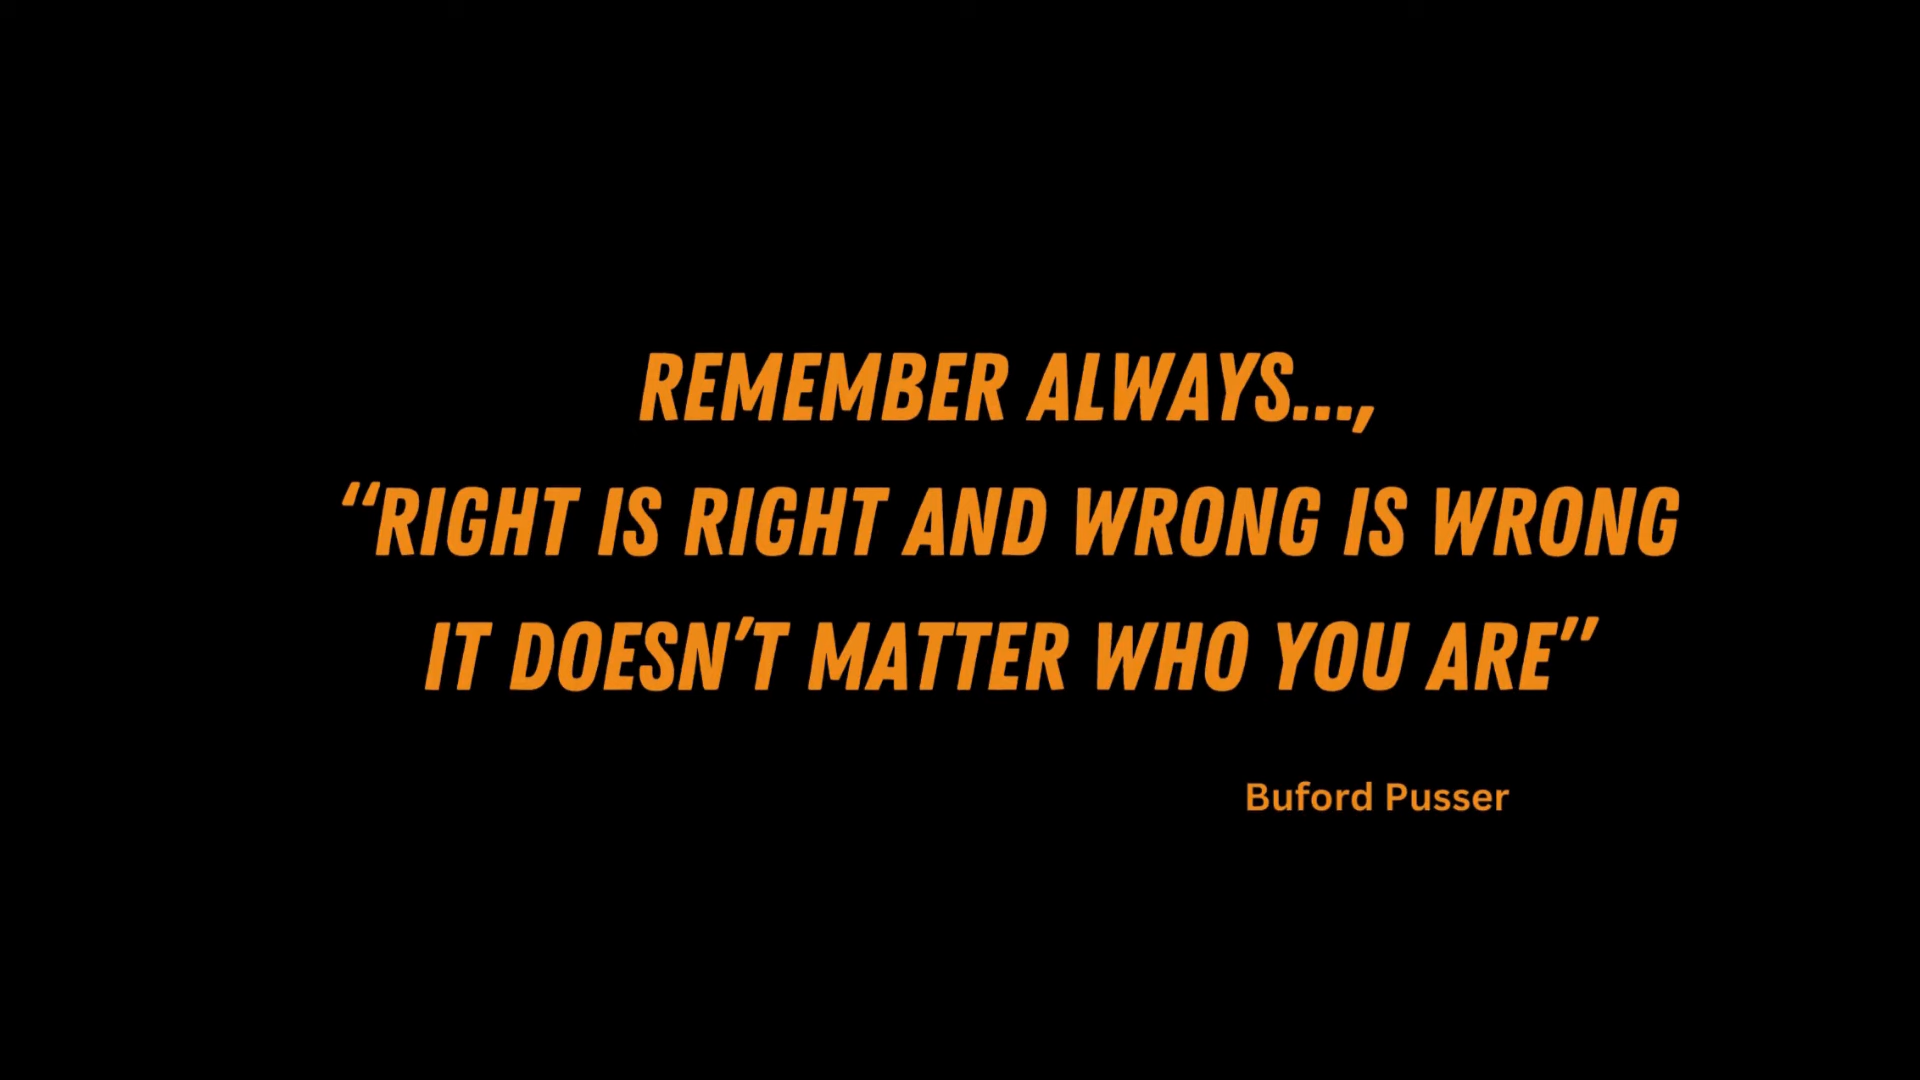 REMEMBER ALWAYS...,
“RIGHT IS RIGHT AND WRONG IS WRONG
IT DOESN’T MATTER WHO YOU ARE”
Buford Pusser